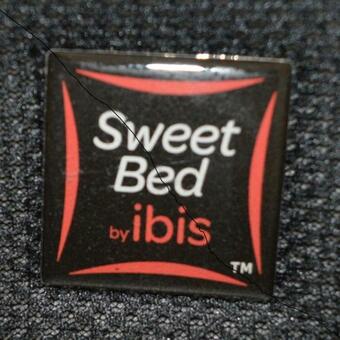 Sweet
Bed
by ibis
TM